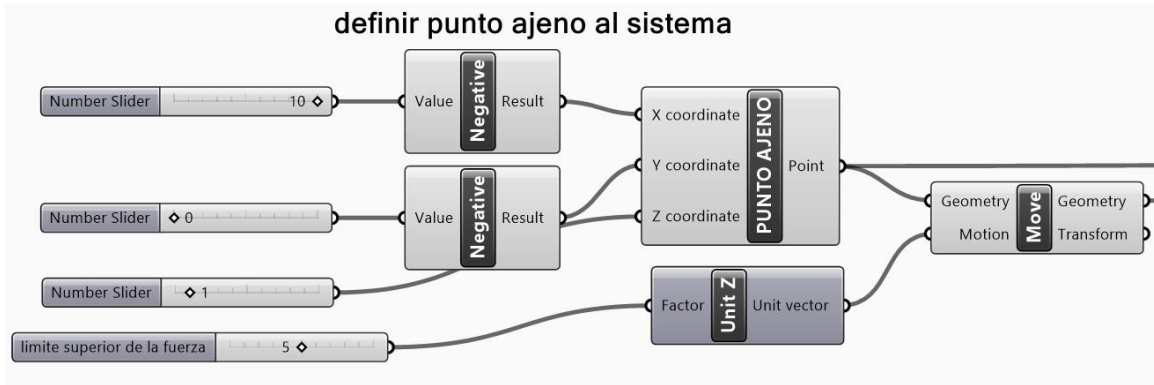 definir punto ajeno al sistema
Number Slider 10
Value Negative Result
X coordinate
Y coordinate
Z coordinate
PUNTO AJENO
Point
Number Slider 0
Value Negative Result
Geometry Move Geometry
Motion Transform
Number Slider 1
Factor Unit Z Unit vector
limite superior de la fuerza 5